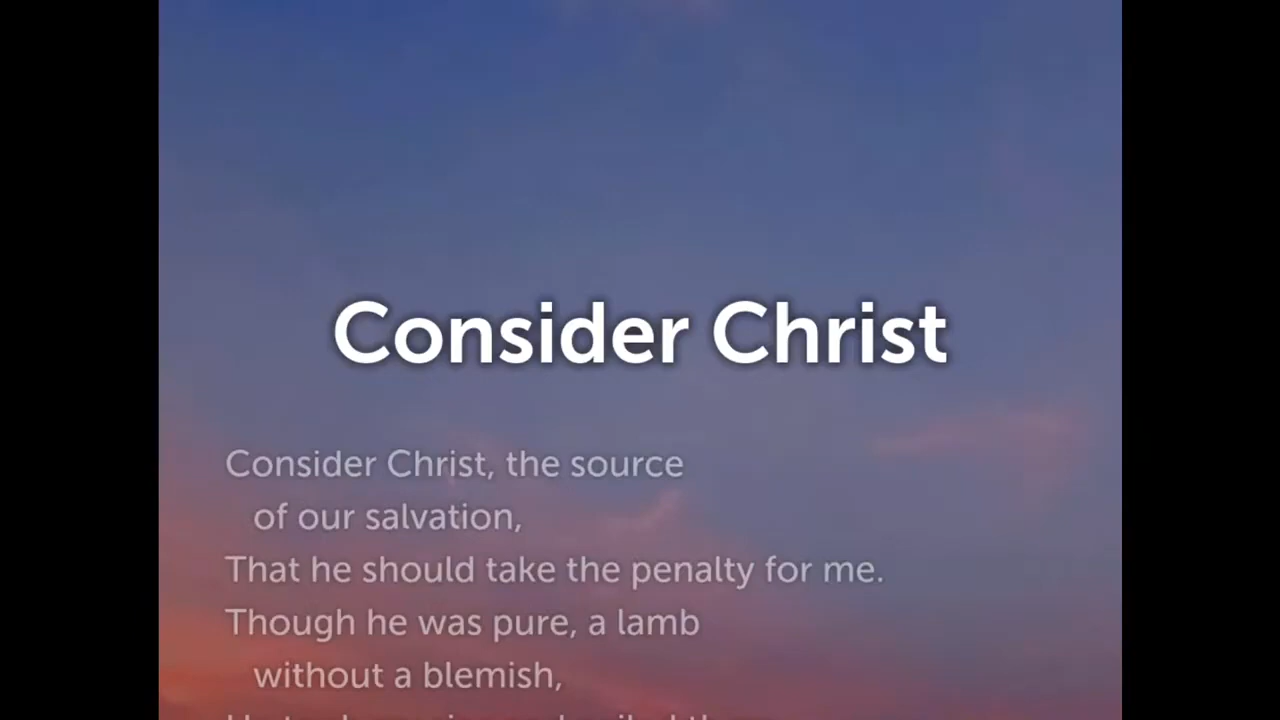 Consider Christ
Consider Christ, the source
of our salvation,
That he should take the penalty for me.
Though he was pure, a lamb
without a blemish,